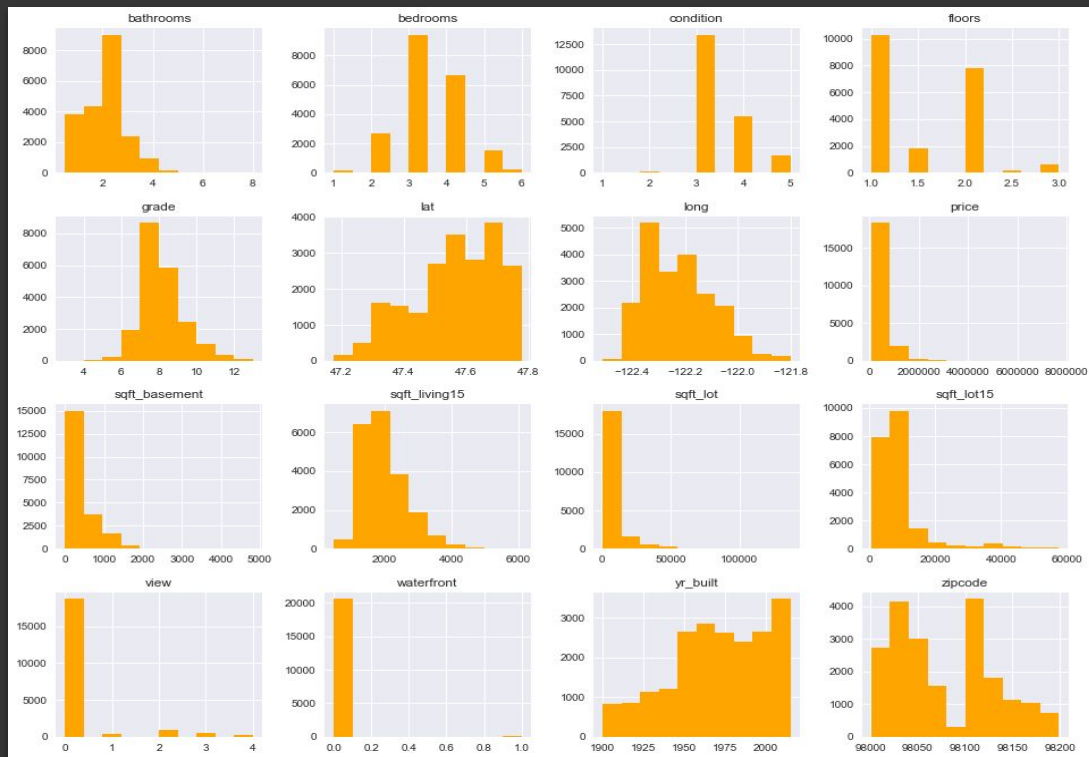 bathrooms bedrooms condition floors
8000 8000 12500 10000
6000 6000 10000 8000
4000 4000 7500 6000
2000 2000 5000 4000
0 0 2500 2000
0 0
2 4 6 8 1 2 3 4 5 6 1 2 3 4 5 1.0 1.5 2.0 2.5 3.0
grade lat long price
8000 4000 5000 15000
6000 3000 4000 10000
4000 2000 3000 5000
2000 1000 2000 0
0 0 1000
0
4 6 8 10 12 47.2 47.4 47.6 47.8 −122.4 −122.2 −122.0 −121.8 0 2000000 4000000 6000000 8000000
sqft_basement sqft_living15 sqft_lot sqft_lot15
15000 6000 15000 10000
12500 4000 10000 8000
10000 2000 5000 6000
7500 0 0 4000
5000 2000
2500 0
0
0 1000 2000 3000 4000 5000 2000 4000 6000 0 50000 100000 0 20000 40000 60000
view waterfront yr_built zipcode
15000 20000 3000 4000
10000 15000 2000 3000
5000 10000 1000 2000
0 5000 0 1000
0 0
0 1 2 3 4 0.0 0.2 0.4 0.6 0.8 1.0 1900 1925 1950 1975 2000 98000 98050 98100 98150 98200